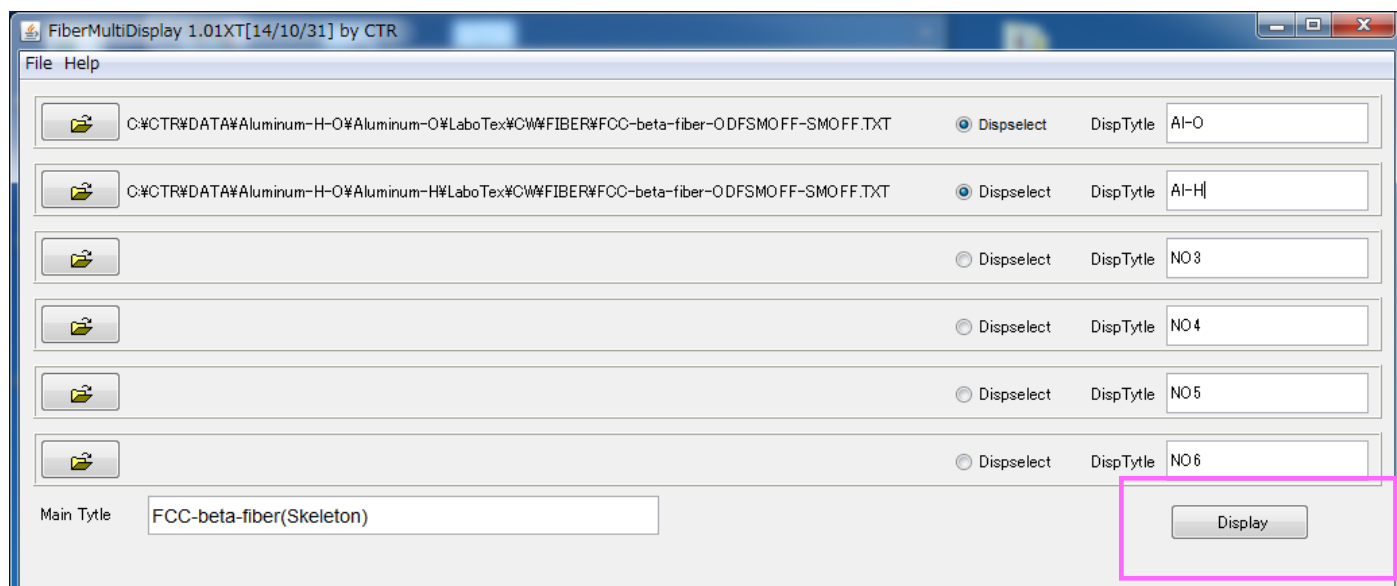 FiberMultiDisplay 1.01XT[14/10/31] by CTR
File Help
C:¥CTR¥DATA¥Aluminum-H-O¥Aluminum-O¥LaboTex¥CW¥FIBER¥FCC-beta-fiber-ODFSMOFF-SMOFF.TXT Dispselect DispTytle Al-O
C:¥CTR¥DATA¥Aluminum-H-O¥Aluminum-H¥LaboTex¥CW¥FIBER¥FCC-beta-fiber-ODFSMOFF-SMOFF.TXT Dispselect DispTytle Al-H
Dispselect DispTytle NO3
Dispselect DispTytle NO4
Dispselect DispTytle NO5
Dispselect DispTytle NO6
Main Tytle FCC-beta-fiber(Skeleton) Display